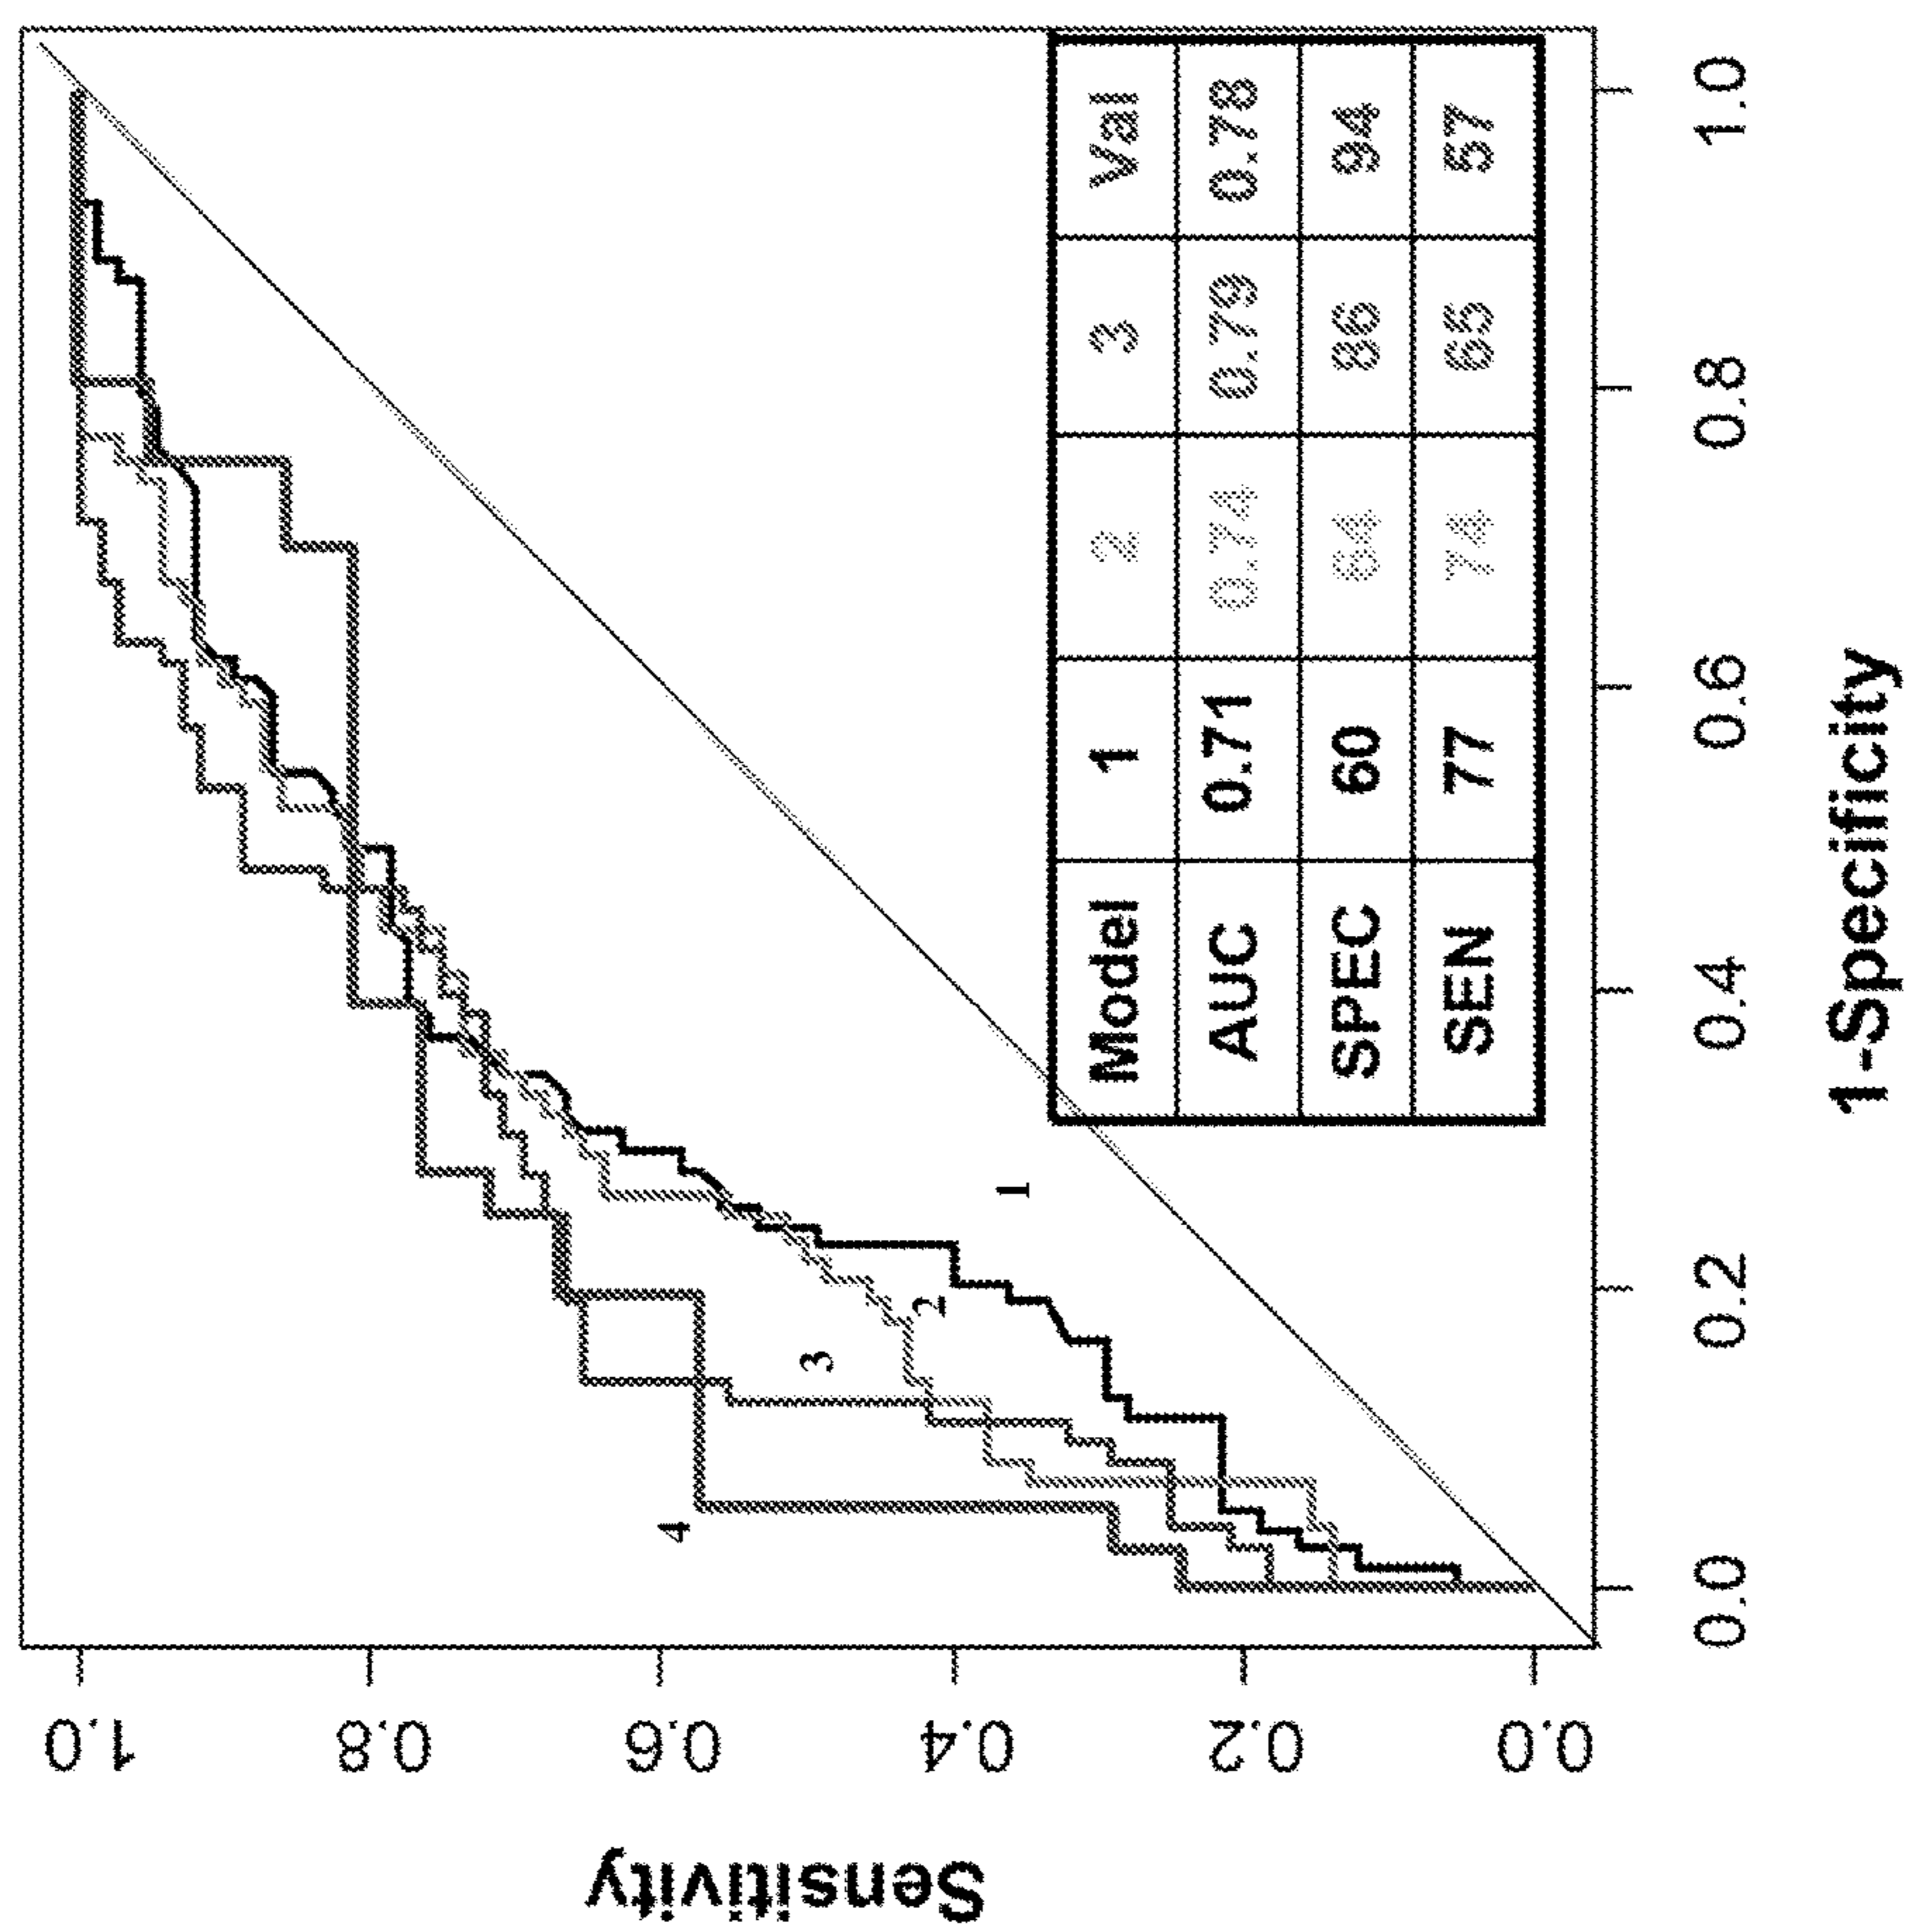 Sensitivity
1.0
0.8
0.6
0.4
0.2
0.0
4
3
2
1
Model 1 2 3 Val
AUC 0.71 0.74 0.79 0.78
SPEC 60 64 86 94
SEN 77 74 65 57
0.0 0.2 0.4 0.6 0.8 1.0
1-Specificity